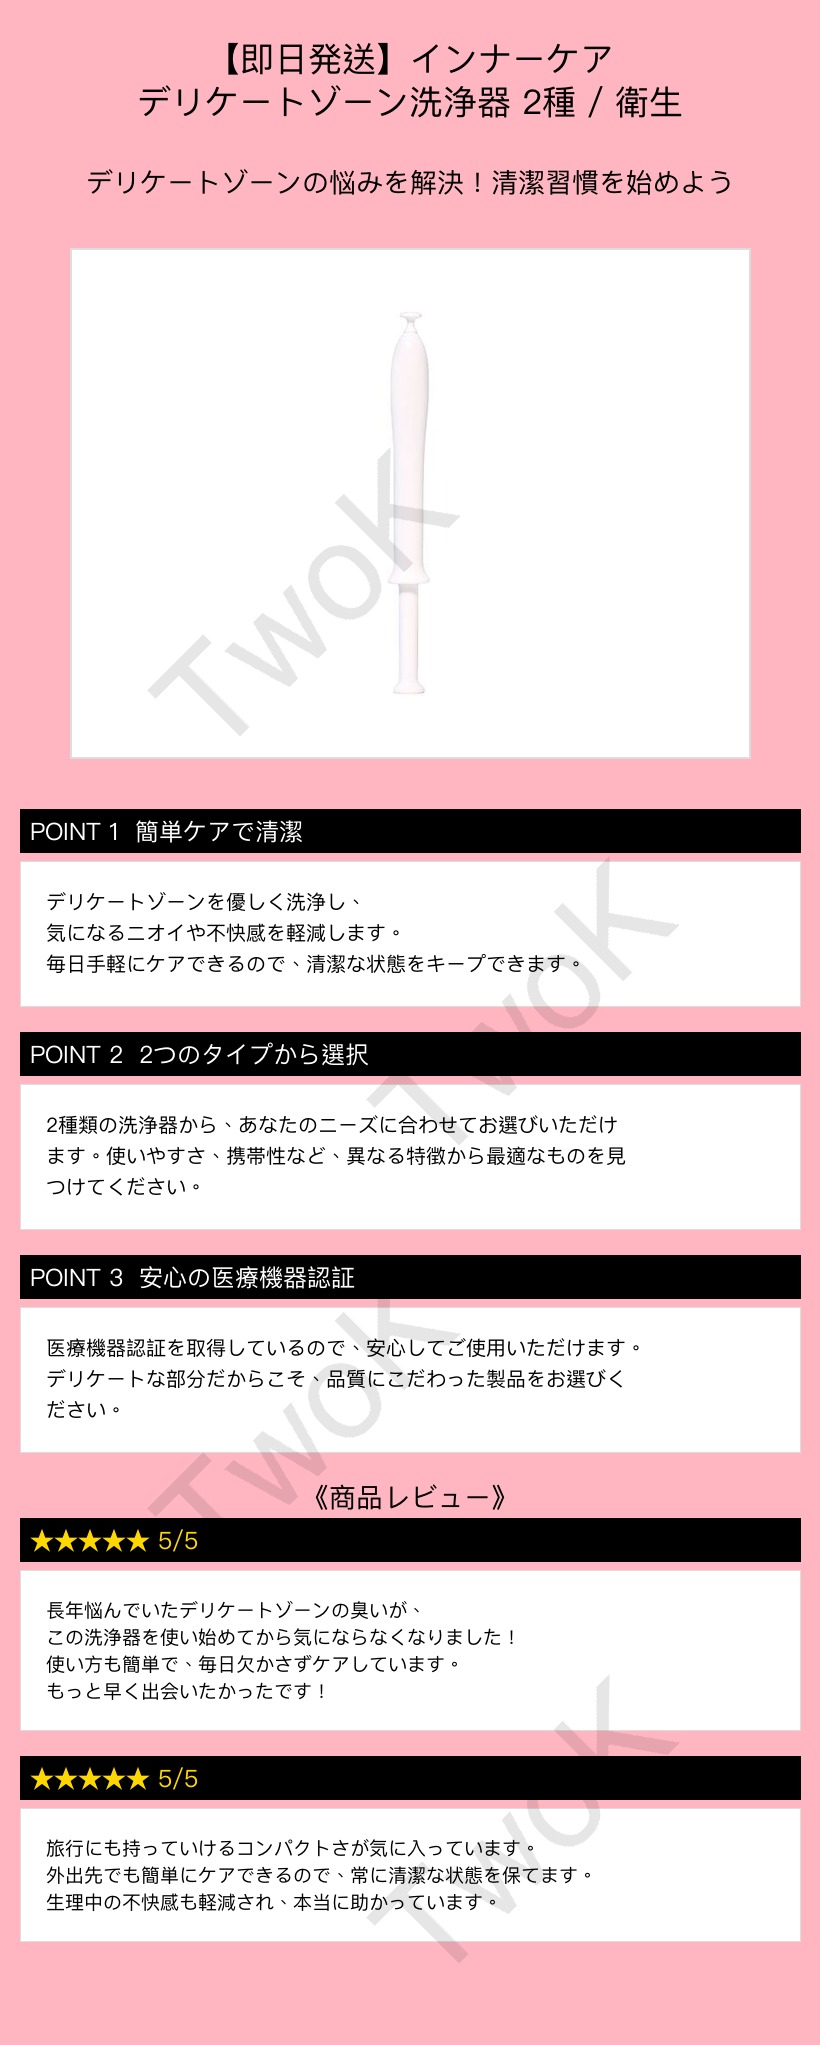 【即日発送】インナーケア
デリケートゾーン洗浄器 2種 / 衛生
デリケートゾーンの悩みを解決！清潔習慣を始めよう
TwoK
POINT 1 簡単ケアで清潔
デリケートゾーンを優しく洗浄し、
気になるニオイや不快感を軽減します。
毎日手軽にケアできるので、清潔な状態をキープできます。
TwoK
POINT 2 2つのタイプから選択
2種類の洗浄器から、あなたのニーズに合わせてお選びいただけ
ます。使いやすさ、携帯性など、異なる特徴から最適なものを見
つけてください。
POINT 3 安心の医療機器認証
医療機器認証を取得しているので、安心してご使用いただけます。
デリケートな部分だからこそ、品質にこだわった製品をお選びく
ださい。
TwoK
《商品レビュー》
★★★★★ 5/5
長年悩んでいたデリケートゾーンの臭いが、
この洗浄器を使い始めてから気にならなくなりました！
使い方も簡単で、毎日欠かさずケアしています。
もっと早く出会いたかったです！
★★★★★ 5/5
旅行にも持っていけるコンパクトさが気に入っています。
外出先でも簡単にケアできるので、常に清潔な状態を保てます。
生理中の不快感も軽減され、本当に助かっています。
TwoK